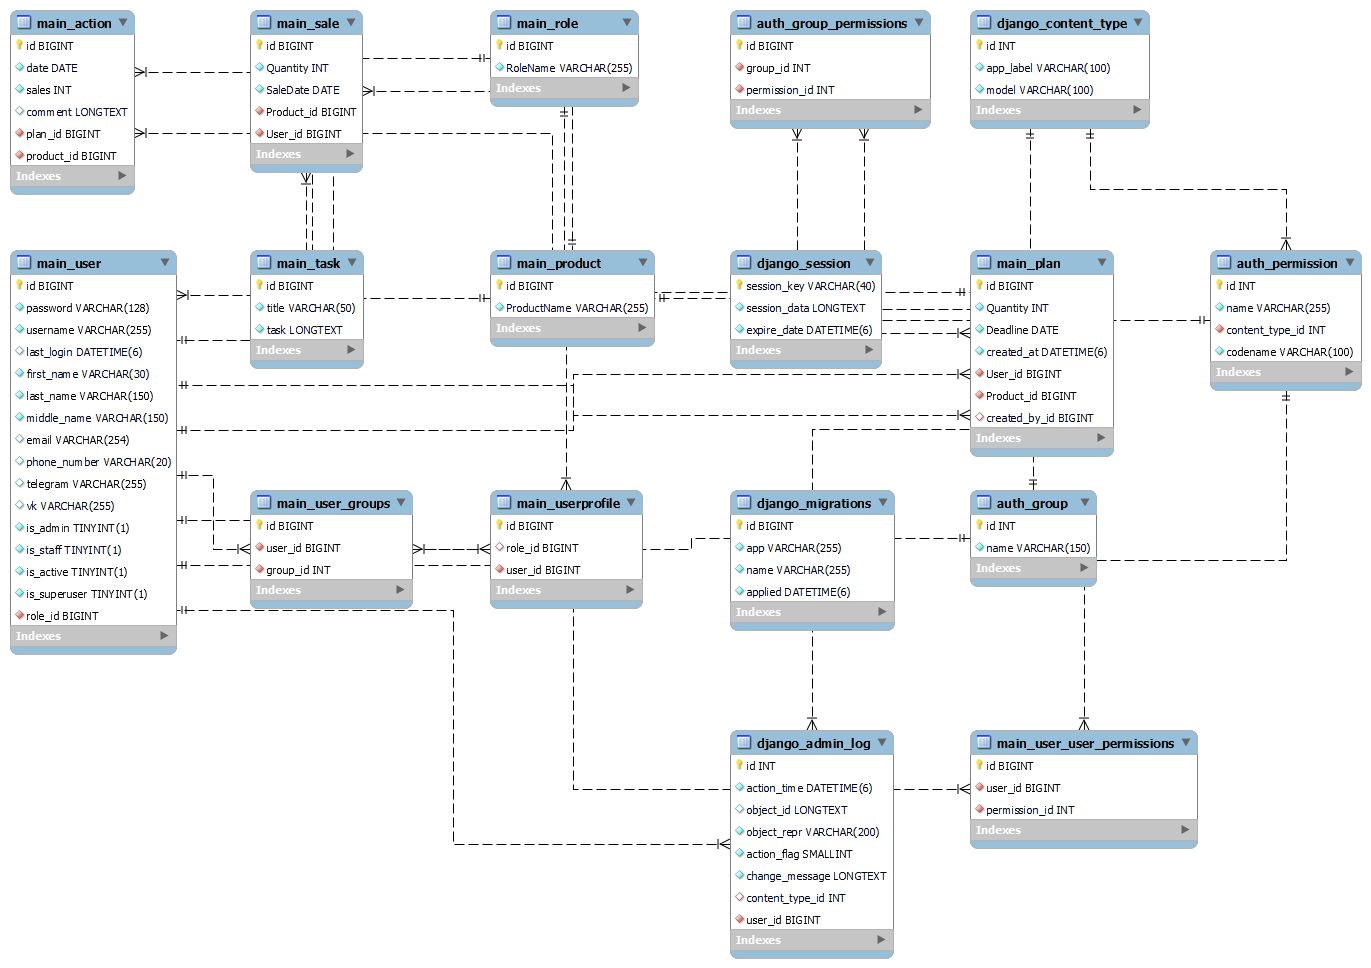 main_action
id BIGINT
date DATE
sales INT
comment LONGTEXT
plan_id BIGINT
product_id BIGINT
Indexes
main_sale
id BIGINT
Quantity INT
SaleDate DATE
Product_id BIGINT
User_id BIGINT
Indexes
main_role
id BIGINT
RoleName VARCHAR(255)
Indexes
auth_group_permissions
id BIGINT
group_id INT
permission_id INT
Indexes
django_content_type
id INT
app_label VARCHAR(100)
model VARCHAR(100)
Indexes
main_user
id BIGINT
password VARCHAR(128)
username VARCHAR(255)
last_login DATETIME(6)
first_name VARCHAR(30)
last_name VARCHAR(150)
middle_name VARCHAR(150)
email VARCHAR(254)
phone_number VARCHAR(20)
telegram VARCHAR(255)
vk VARCHAR(255)
is_admin TINYINT(1)
is_staff TINYINT(1)
is_active TINYINT(1)
is_superuser TINYINT(1)
role_id BIGINT
Indexes
main_task
id BIGINT
title VARCHAR(50)
task LONGTEXT
Indexes
main_product
id BIGINT
ProductName VARCHAR(255)
Indexes
django_session
session_key VARCHAR(40)
session_data LONGTEXT
expire_date DATETIME(6)
Indexes
main_plan
id BIGINT
Quantity INT
Deadline DATE
created_at DATETIME(6)
User_id BIGINT
Product_id BIGINT
created_by_id BIGINT
Indexes
auth_permission
id INT
name VARCHAR(255)
content_type_id INT
codename VARCHAR(100)
Indexes
main_user_groups
id BIGINT
user_id BIGINT
group_id INT
Indexes
main_userprofile
id BIGINT
role_id BIGINT
user_id BIGINT
Indexes
django_migrations
id BIGINT
app VARCHAR(255)
name VARCHAR(255)
applied DATETIME(6)
Indexes
auth_group
id INT
name VARCHAR(150)
Indexes
django_admin_log
id INT
action_time DATETIME(6)
object_id LONGTEXT
object_repr VARCHAR(200)
action_flag SMALLINT
change_message LONGTEXT
content_type_id INT
user_id BIGINT
Indexes
main_user_user_permissions
id BIGINT
user_id BIGINT
permission_id INT
Indexes